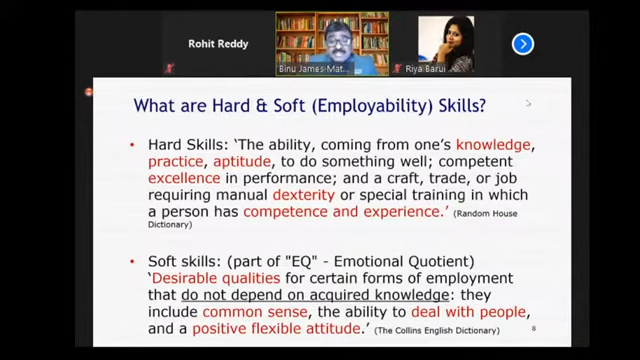 Rohit Reddy
Binu James Mat...
Riya Barui
What are Hard & Soft (Employability) Skills?
• Hard Skills: 'The ability, coming from one's knowledge,
practice, aptitude, to do something well; competent
excellence in performance; and a craft, trade, or job
requiring manual dexterity or special training in which
a person has competence and experience.' (Random House
Dictionary)
• Soft skills: (part of "EQ" - Emotional Quotient)
'Desirable qualities for certain forms of employment
that do not depend on acquired knowledge: they
include common sense, the ability to deal with people,
and a positive flexible attitude.' (The Collins English Dictionary)
8